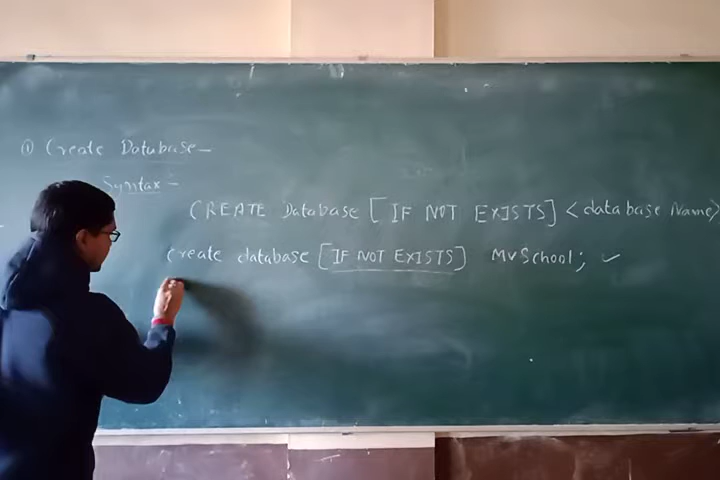 ① Create Database –
Syntax –
CREATE Database [IF NOT EXISTS] <database Name>
create database [IF NOT EXISTS] MVSchool; ✓